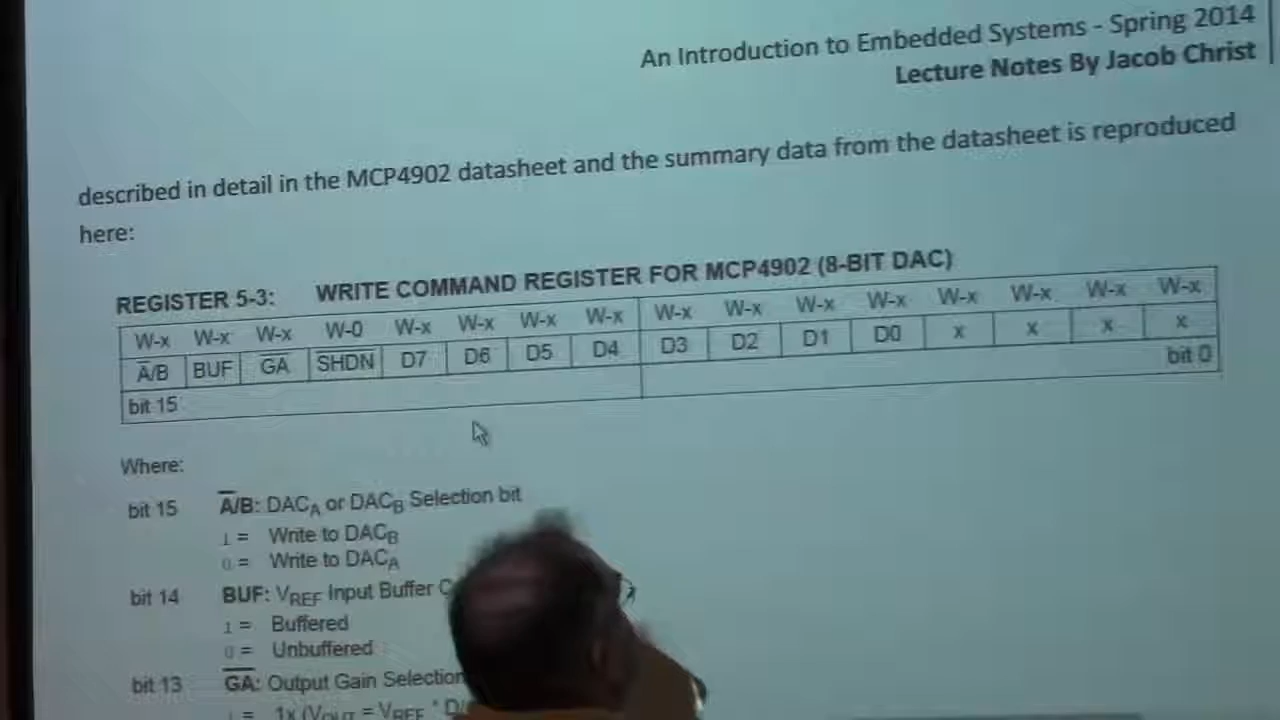 An Introduction to Embedded Systems - Spring 2014
Lecture Notes By Jacob Christ
described in detail in the MCP4902 datasheet and the summary data from the datasheet is reproduced
here:
REGISTER 5-3: WRITE COMMAND REGISTER FOR MCP4902 (8-BIT DAC)
W-x W-x W-x W-0 W-x W-x W-x W-x W-x W-x W-x W-x W-x W-x W-x W-x
A̅/B BUF G̅A̅ S̅H̅D̅N̅ D7 D6 D5 D4 D3 D2 D1 D0 x x x x
bit 15 bit 0
Where:
bit 15 A̅/B: DACA or DACB Selection bit
1 = Write to DACB
0 = Write to DACA
bit 14 BUF: VREF Input Buffer
1 = Buffered
0 = Unbuffered
bit 13 G̅A̅: Output Gain Selection
1 = 1x (VOUT = VREF *